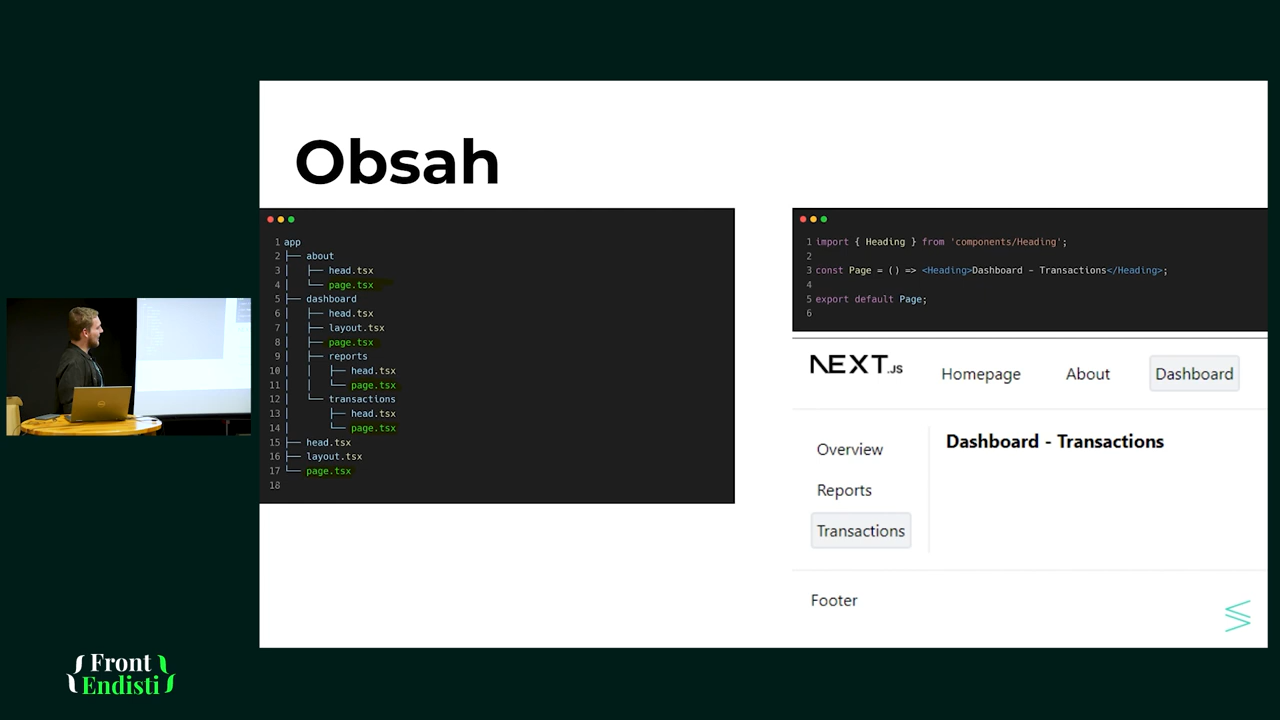 Obsah
1 app
2 ├── about
3 │   ├── head.tsx
4 │   └── page.tsx
5 ├── dashboard
6 │   ├── head.tsx
7 │   ├── layout.tsx
8 │   ├── page.tsx
9 │   ├── reports
10 │   │   ├── head.tsx
11 │   │   └── page.tsx
12 │   └── transactions
13 │       ├── head.tsx
14 │       └── page.tsx
15 ├── head.tsx
16 ├── layout.tsx
17 └── page.tsx
18
1 import { Heading } from 'components/Heading';
2
3 const Page = () => <Heading>Dashboard - Transactions</Heading>;
4
5 export default Page;
6
NEXT.JS Homepage About Dashboard
Overview
Reports
Transactions
Dashboard - Transactions
Footer
{Front}
{Endisti}